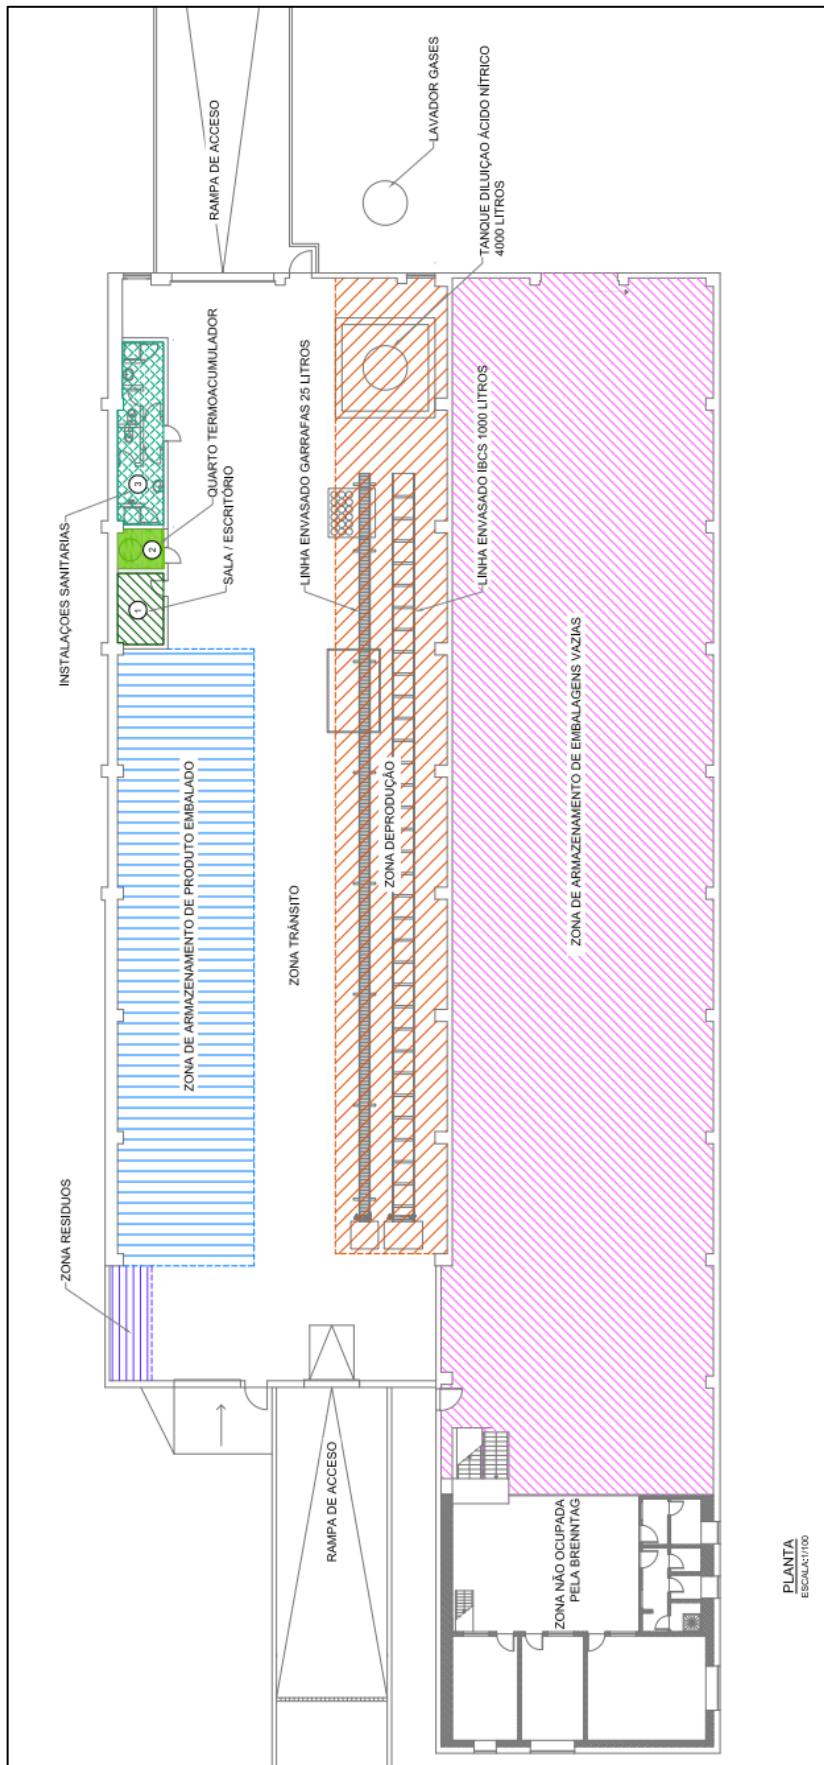 RAMPA DE ACCESO
LAVADOR GASES
TANQUE DILUIÇAO ÁCIDO NÍTRICO
4000 LITROS
INSTALAÇOES SANITARIAS
QUARTO TERMOACUMULADOR
SALA / ESCRITÓRIO
3
2
1
LINHA ENVASADO GARRAFAS 25 LITROS
LINHA ENVASADO IBCS 1000 LITROS
ZONA DE ARMAZENAMENTO DE PRODUTO EMBALADO
ZONA TRÂNSITO
ZONA DEPRODUÇÃO
ZONA DE ARMAZENAMENTO DE EMBALAGENS VAZIAS
ZONA RESIDUOS
RAMPA DE ACCESO
ZONA NÃO OCUPADA
PELA BRENNTAG
PLANTA
ESCALA:1/100